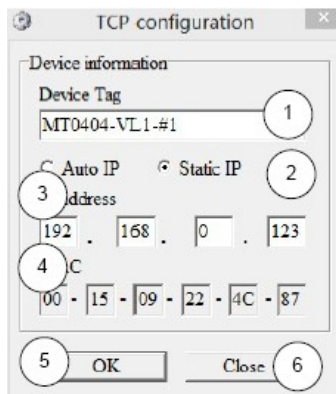 TCP configuration
Device information
Device Tag
MT0404-VL1-#1 1
Auto IP Static IP 2
3 ddress
192 . 168 . 0 . 123
4 C
00 - 15 - 09 - 22 - 4C - 87
5 OK Close 6